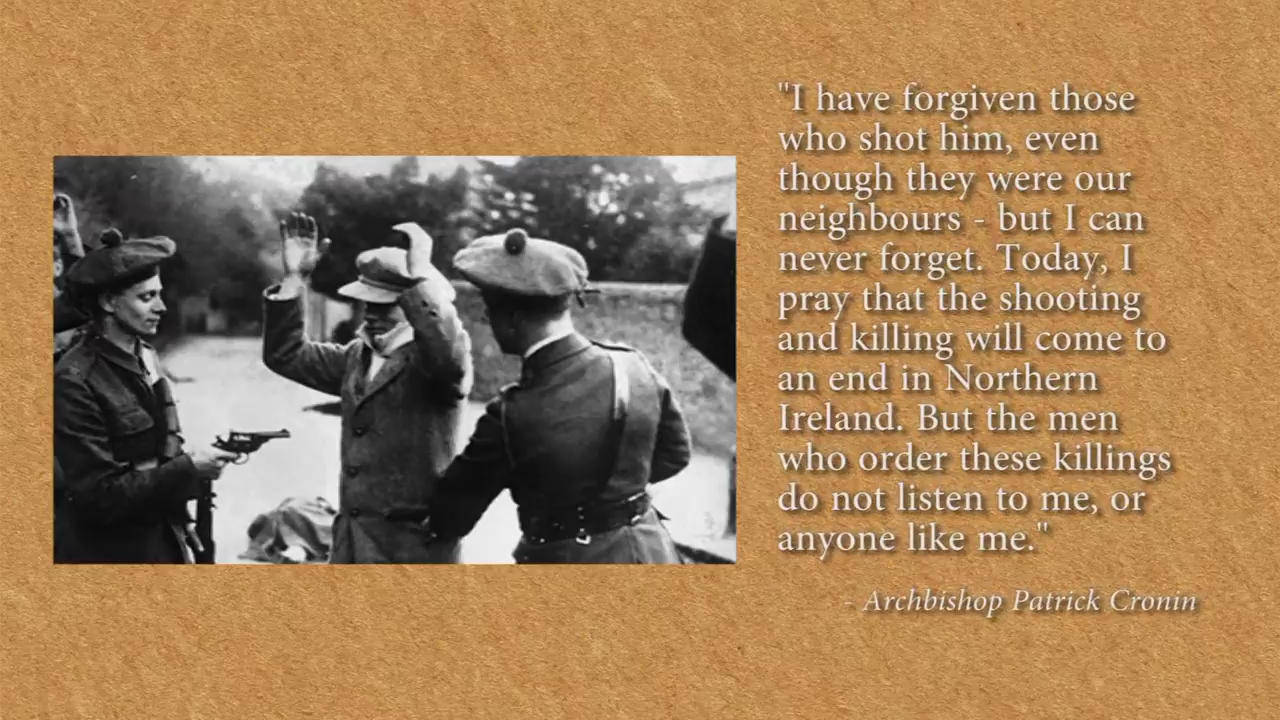 "I have forgiven those
who shot him, even
though they were our
neighbours - but I can
never forget. Today, I
pray that the shooting
and killing will come to
an end in Northern
Ireland. But the men
who order these killings
do not listen to me, or
anyone like me."
- Archbishop Patrick Cronin